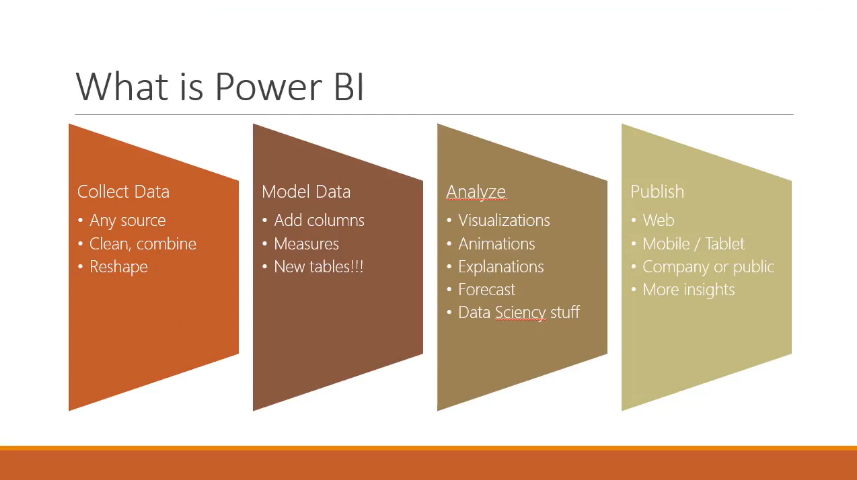 What is Power BI
Collect Data
• Any source
• Clean, combine
• Reshape
Model Data
• Add columns
• Measures
• New tables!!!
Analyze
• Visualizations
• Animations
• Explanations
• Forecast
• Data Sciency stuff
Publish
• Web
• Mobile / Tablet
• Company or public
• More insights